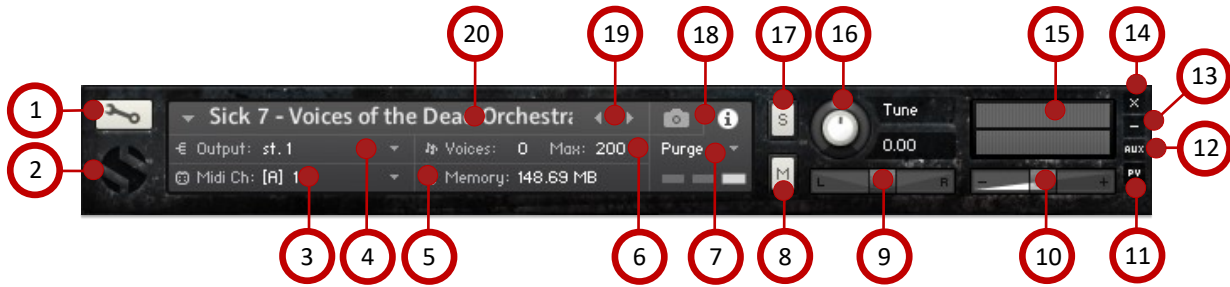 20 19 18 17 16 15 14
13
1
Sick 7 - Voices of the Dead Orchestra
S
Tune
×
–
i
Output: st.1
Voices: 0 Max: 200
Purge
0.00
AUX
12
2
Midi Ch: [A] 1
Memory: 148.69 MB
M
L R
- +
PV
3 4 5 6 7 8 9 10 11